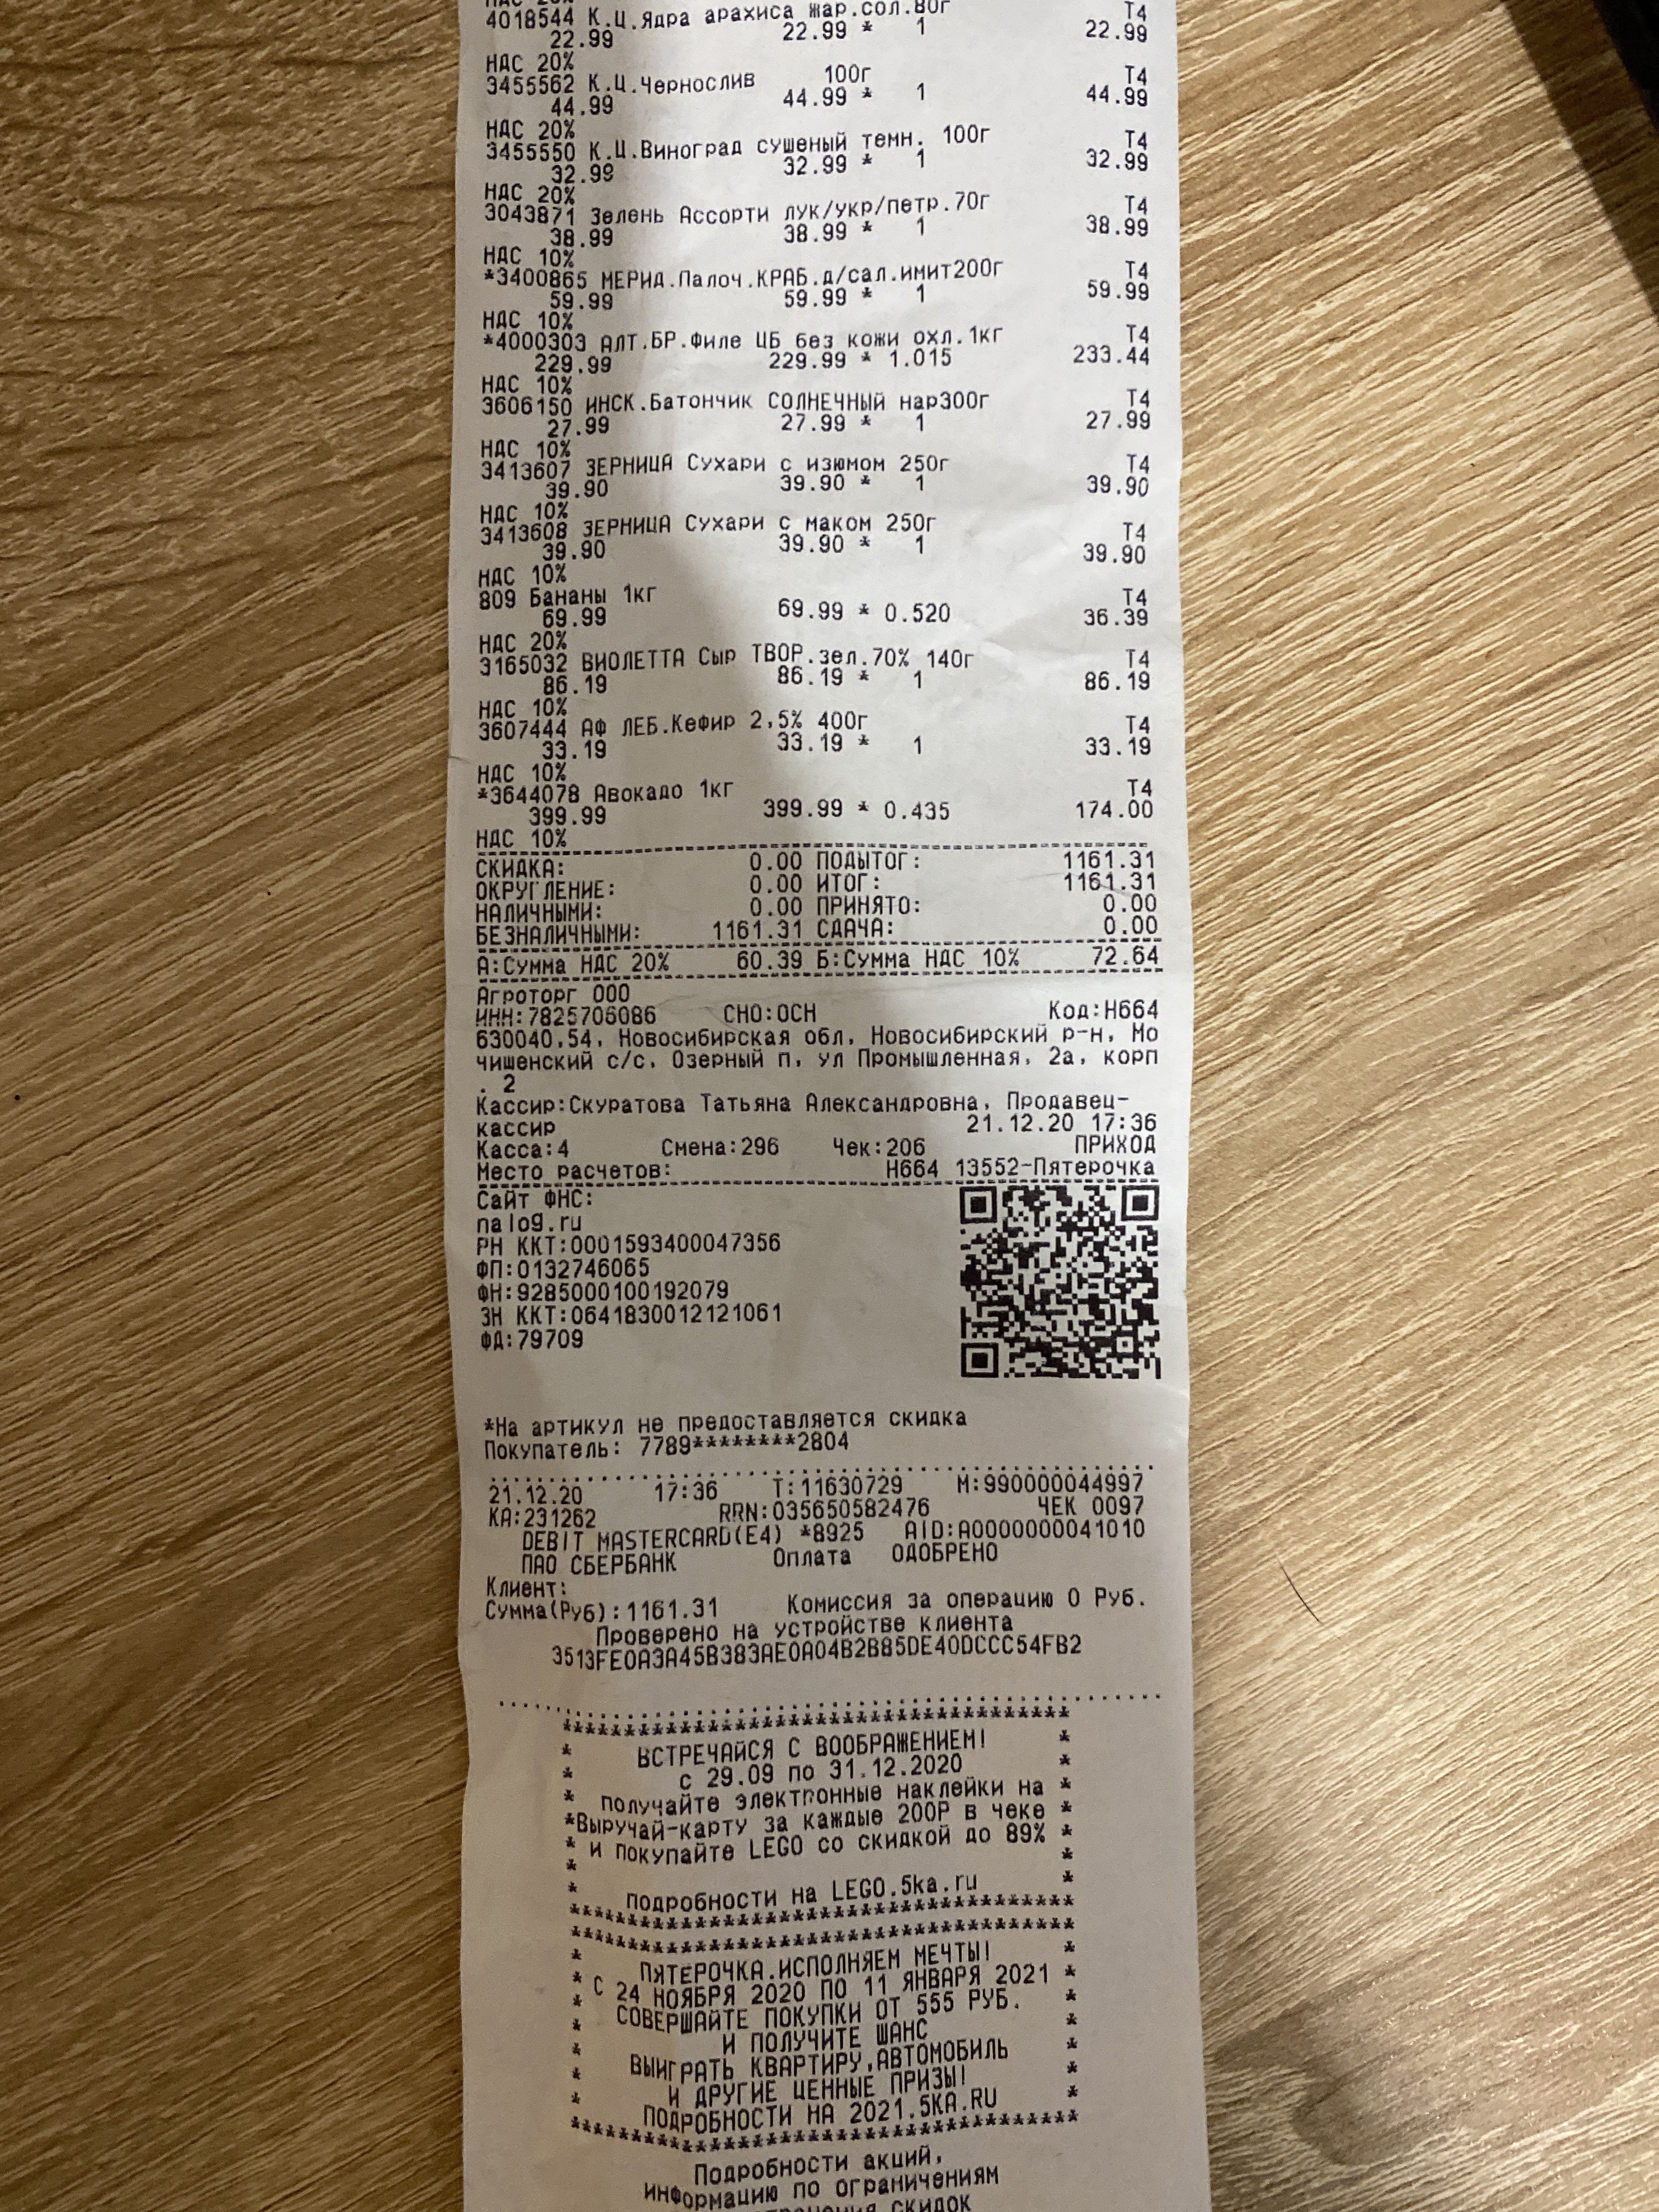 НДС 20%
4018544 К.Ц.Ядра арахиса жар.сол.80г Т4
22.99 22.99 * 1 22.99
НДС 20%
3455562 К.Ц.Чернослив 100г Т4
44.99 44.99 * 1 44.99
НДС 20%
3455550 К.Ц.Виноград сушеный темн. 100г Т4
32.99 32.99 * 1 32.99
НДС 20%
3043871 Зелень Ассорти лук/укр/петр.70г Т4
38.99 38.99 * 1 38.99
НДС 10%
*3400865 МЕРИД.Палоч.КРАБ.д/сал.имит200г Т4
59.99 59.99 * 1 59.99
НДС 10%
*4000303 АЛТ.БР.Филе ЦБ без кожи охл.1кг Т4
229.99 229.99 * 1.015 233.44
НДС 10%
3606150 ИНСК.Батончик СОЛНЕЧНЫЙ нар300г Т4
27.99 27.99 * 1 27.99
НДС 10%
3413607 ЗЕРНИЦА Сухари с изюмом 250г Т4
39.90 39.90 * 1 39.90
НДС 10%
3413608 ЗЕРНИЦА Сухари с маком 250г Т4
39.90 39.90 * 1 39.90
НДС 10%
809 Бананы 1кг Т4
69.99 69.99 * 0.520 36.39
НДС 20%
3165032 ВИОЛЕТТА Сыр ТВОР.зел.70% 140г Т4
86.19 86.19 * 1 86.19
НДС 10%
3607444 АФ ЛЕБ.Кефир 2,5% 400г Т4
33.19 33.19 * 1 33.19
НДС 10%
*3644078 Авокадо 1кг Т4
399.99 399.99 * 0.435 174.00
НДС 10%
СКИДКА: 0.00 ПОДЫТОГ: 1161.31
ОКРУГЛЕНИЕ: 0.00 ИТОГ: 1161.31
НАЛИЧНЫМИ: 0.00 ПРИНЯТО: 0.00
БЕЗНАЛИЧНЫМИ: 1161.31 СДАЧА: 0.00
А:Сумма НДС 20% 60.39 Б:Сумма НДС 10% 72.64
Агроторг ООО
ИНН:7825706086 СНО:ОСН Код:Н664
630040,54, Новосибирская обл, Новосибирский р-н, Мо
чищенский с/с, Озерный п, ул Промышленная, 2а, корп
. 2
Кассир:Скуратова Татьяна Александровна, Продавец-
кассир 21.12.20 17:36
Касса:4 Смена:296 Чек:206 ПРИХОД
Место расчетов: Н664 13552-Пятерочка
Сайт ФНС:
nalog.ru
РН ККТ:0001593400047356
ФП:0132746065
ФН:9285000100192079
ЗН ККТ:0641830012121061
ФД:79709
*На артикул не предоставляется скидка
Покупатель: 7789********2804
21.12.20 17:36 Т:11630729 М:990000044997
КА:231262 RRN:035650582476 ЧЕК 0097
DEBIT MASTERCARD(E4) *8925 AID:A0000000041010
ПАО СБЕРБАНК Оплата ОДОБРЕНО
Клиент:
Сумма(Руб):1161.31 Комиссия за операцию 0 Руб.
Проверено на устройстве клиента
3513FE0A3A45B383AE0A04B2B85DE40DCCC54FB2
***********************************
* ВСТРЕЧАЙСЯ С ВООБРАЖЕНИЕМ! *
* с 29.09 по 31.12.2020 *
* получайте электронные наклейки на *
*Выручай-карту за каждые 200Р в чеке *
* и покупайте LEGO со скидкой до 89% *
* *
* подробности на LEGO.5ka.ru *
***********************************
***********************************
* ПЯТЕРОЧКА.ИСПОЛНЯЕМ МЕЧТЫ! *
* С 24 НОЯБРЯ 2020 ПО 11 ЯНВАРЯ 2021 *
* СОВЕРШАЙТЕ ПОКУПКИ ОТ 555 РУБ. *
* И ПОЛУЧИТЕ ШАНС *
* ВЫИГРАТЬ КВАРТИРУ,АВТОМОБИЛЬ *
* И ДРУГИЕ ЦЕННЫЕ ПРИЗЫ! *
* ПОДРОБНОСТИ НА 2021.5KA.RU *
***********************************
Подробности акций,
информацию по ограничениям
скидок